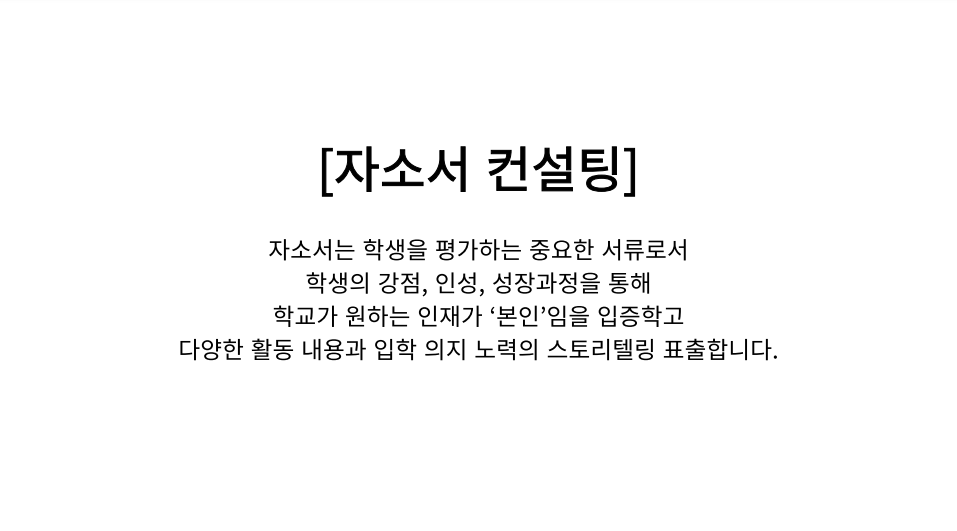 [자소서 컨설팅]
자소서는 학생을 평가하는 중요한 서류로서
학생의 강점, 인성, 성장과정을 통해
학교가 원하는 인재가 ‘본인’임을 입증학고
다양한 활동 내용과 입학 의지 노력의 스토리텔링 표출합니다.